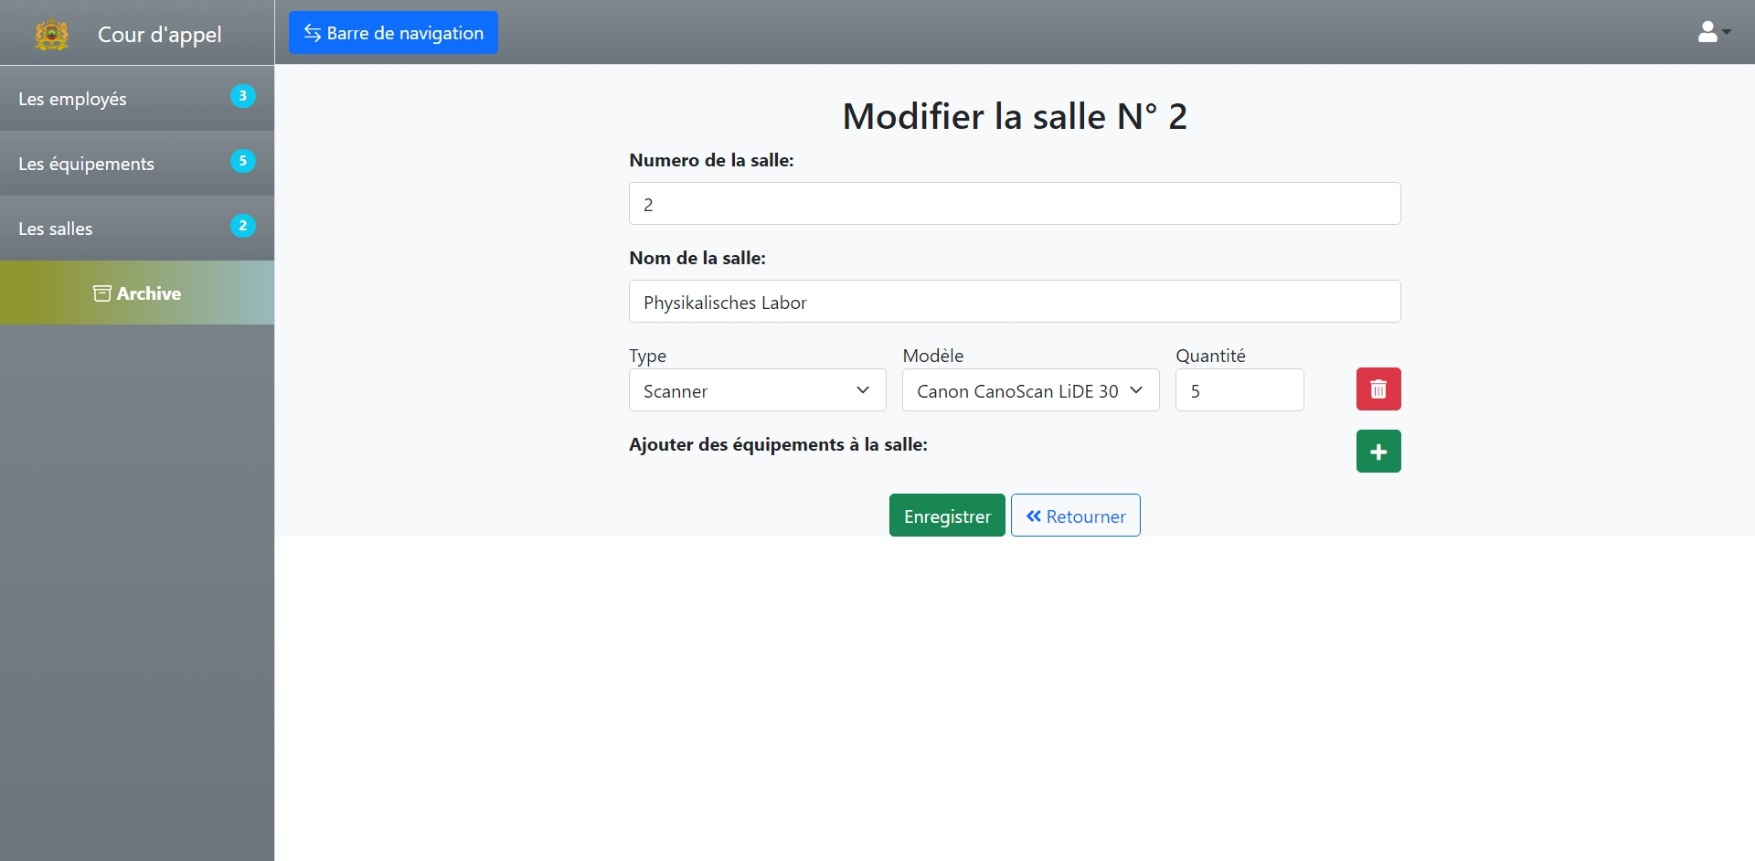 Cour d'appel
Barre de navigation
Les employés 3
Les équipements 5
Les salles 2
Archive
Modifier la salle N° 2
Numero de la salle:
2
Nom de la salle:
Physikalisches Labor
Type Modèle Quantité
Scanner Canon CanoScan LiDE 30 5
Ajouter des équipements à la salle:
Enregistrer Retourner